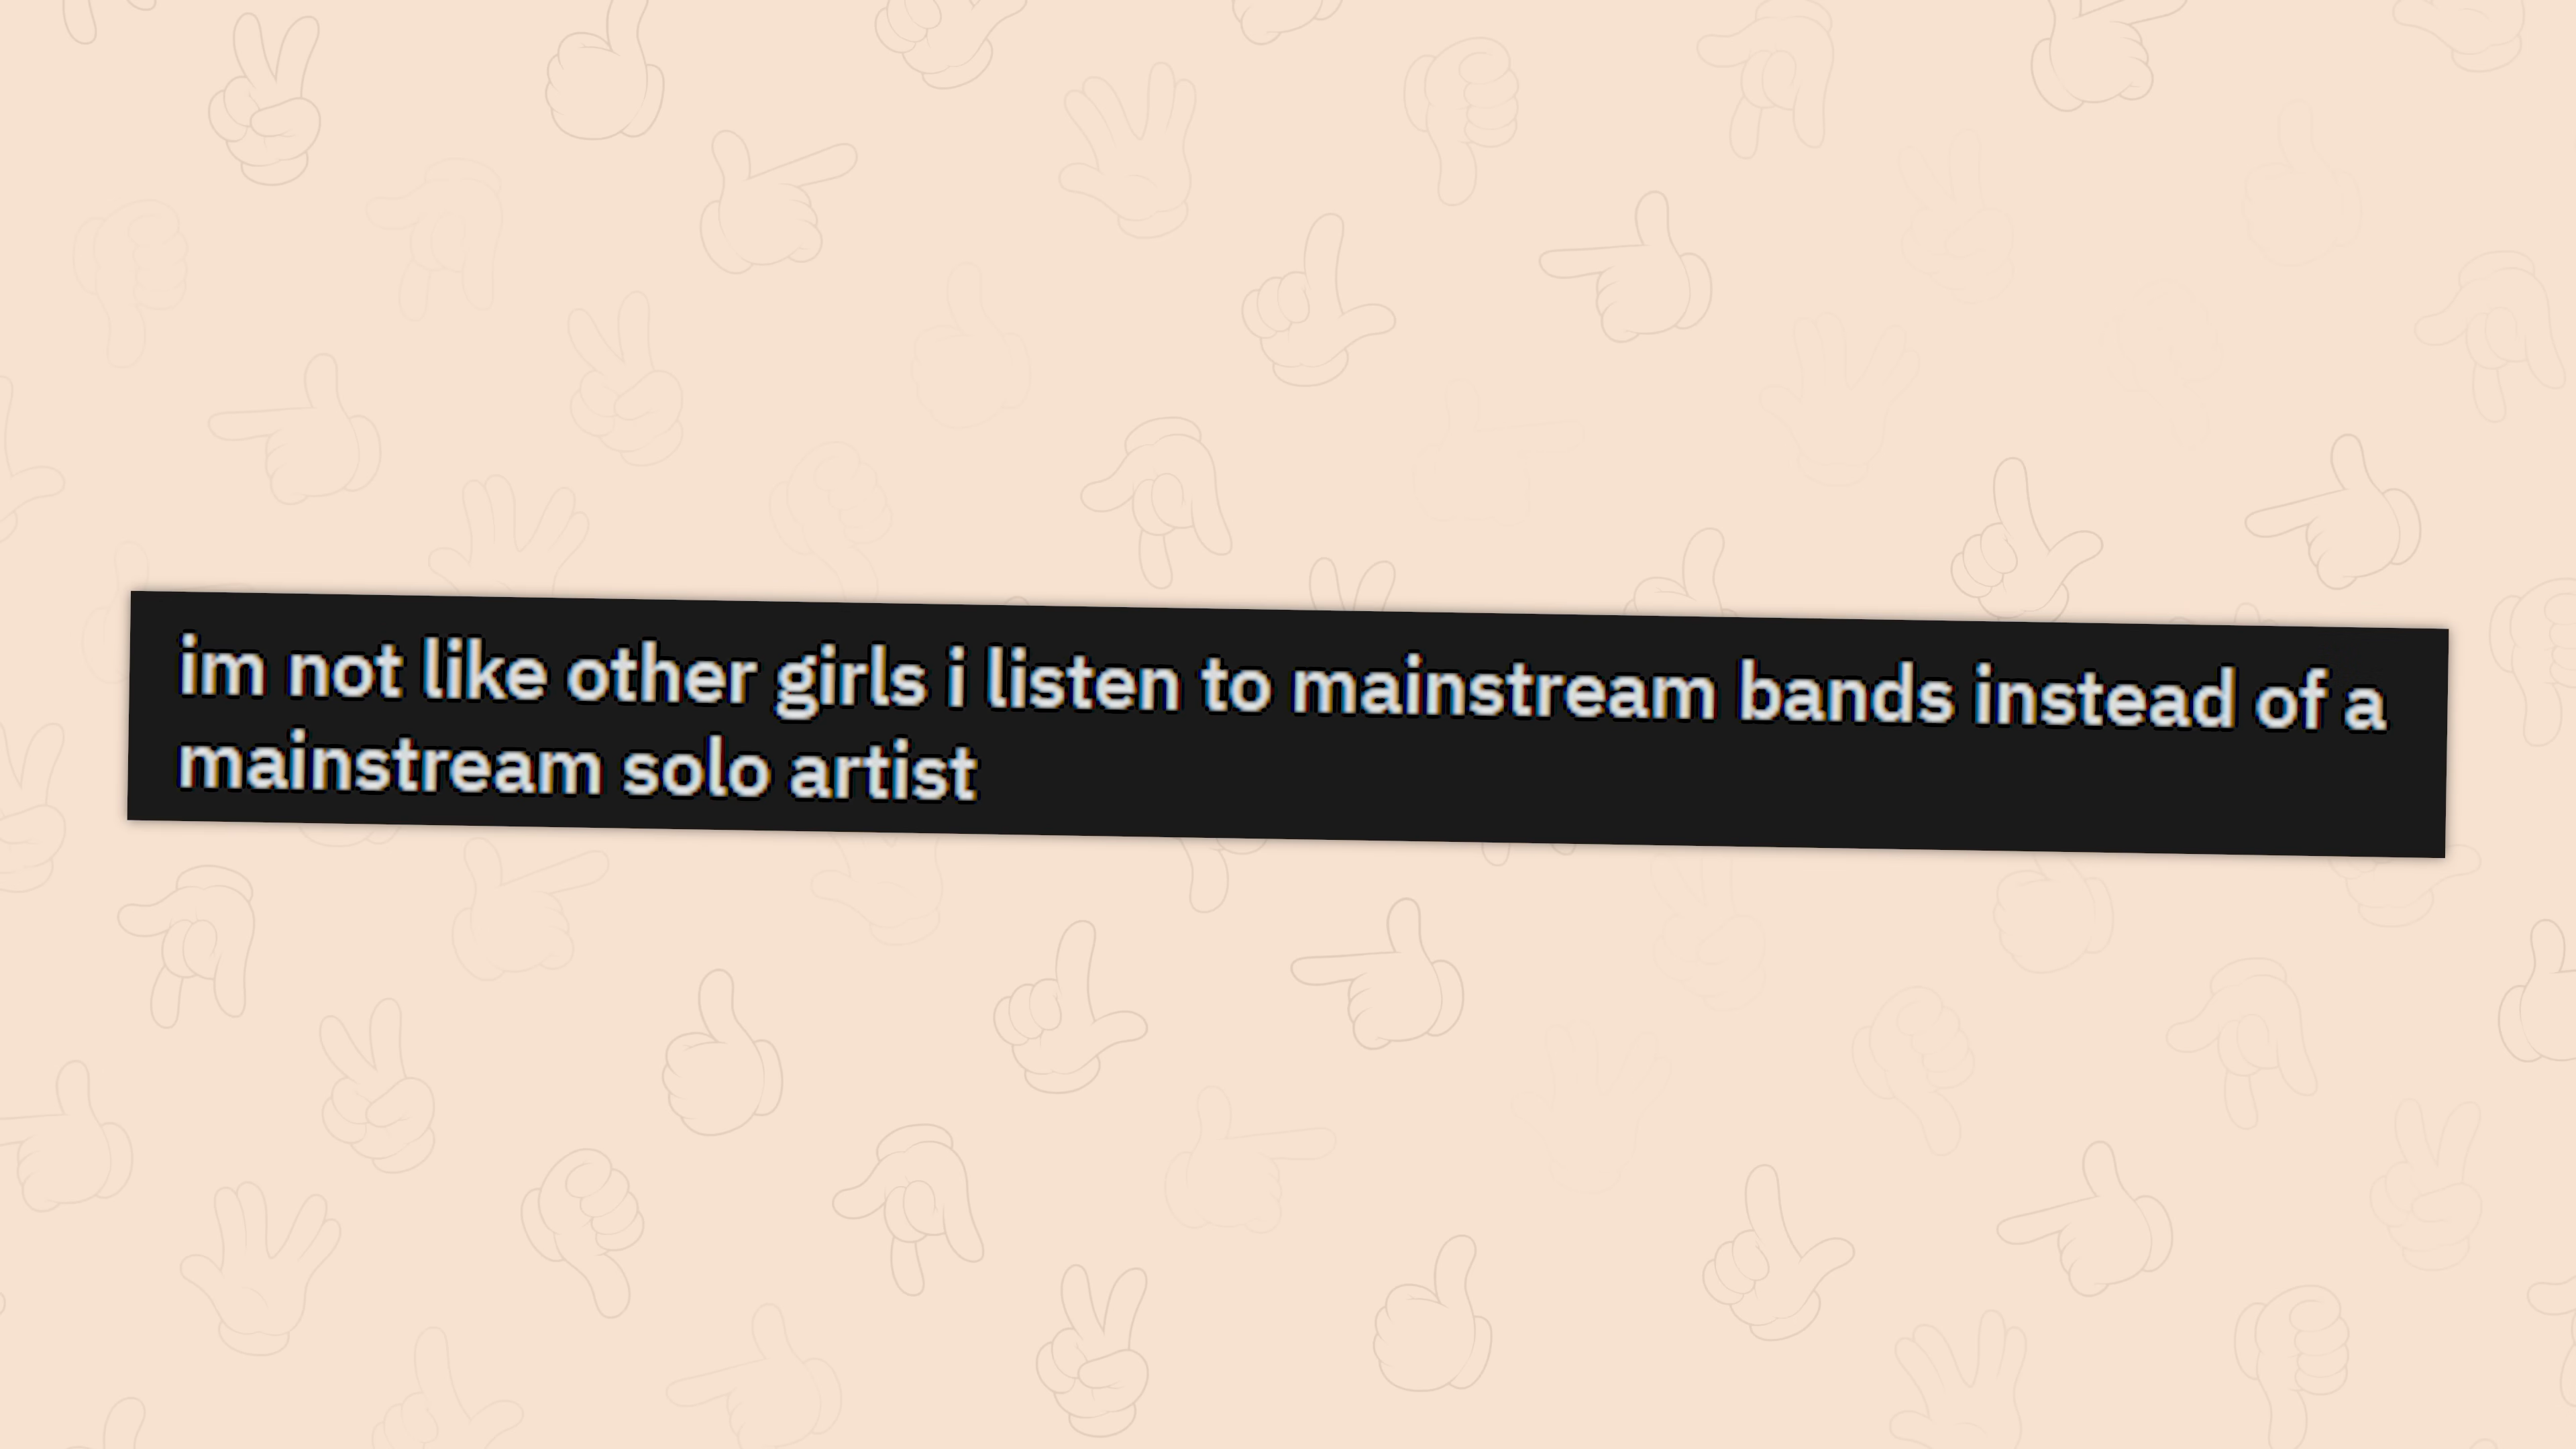 im not like other girls i listen to mainstream bands instead of a
mainstream solo artist